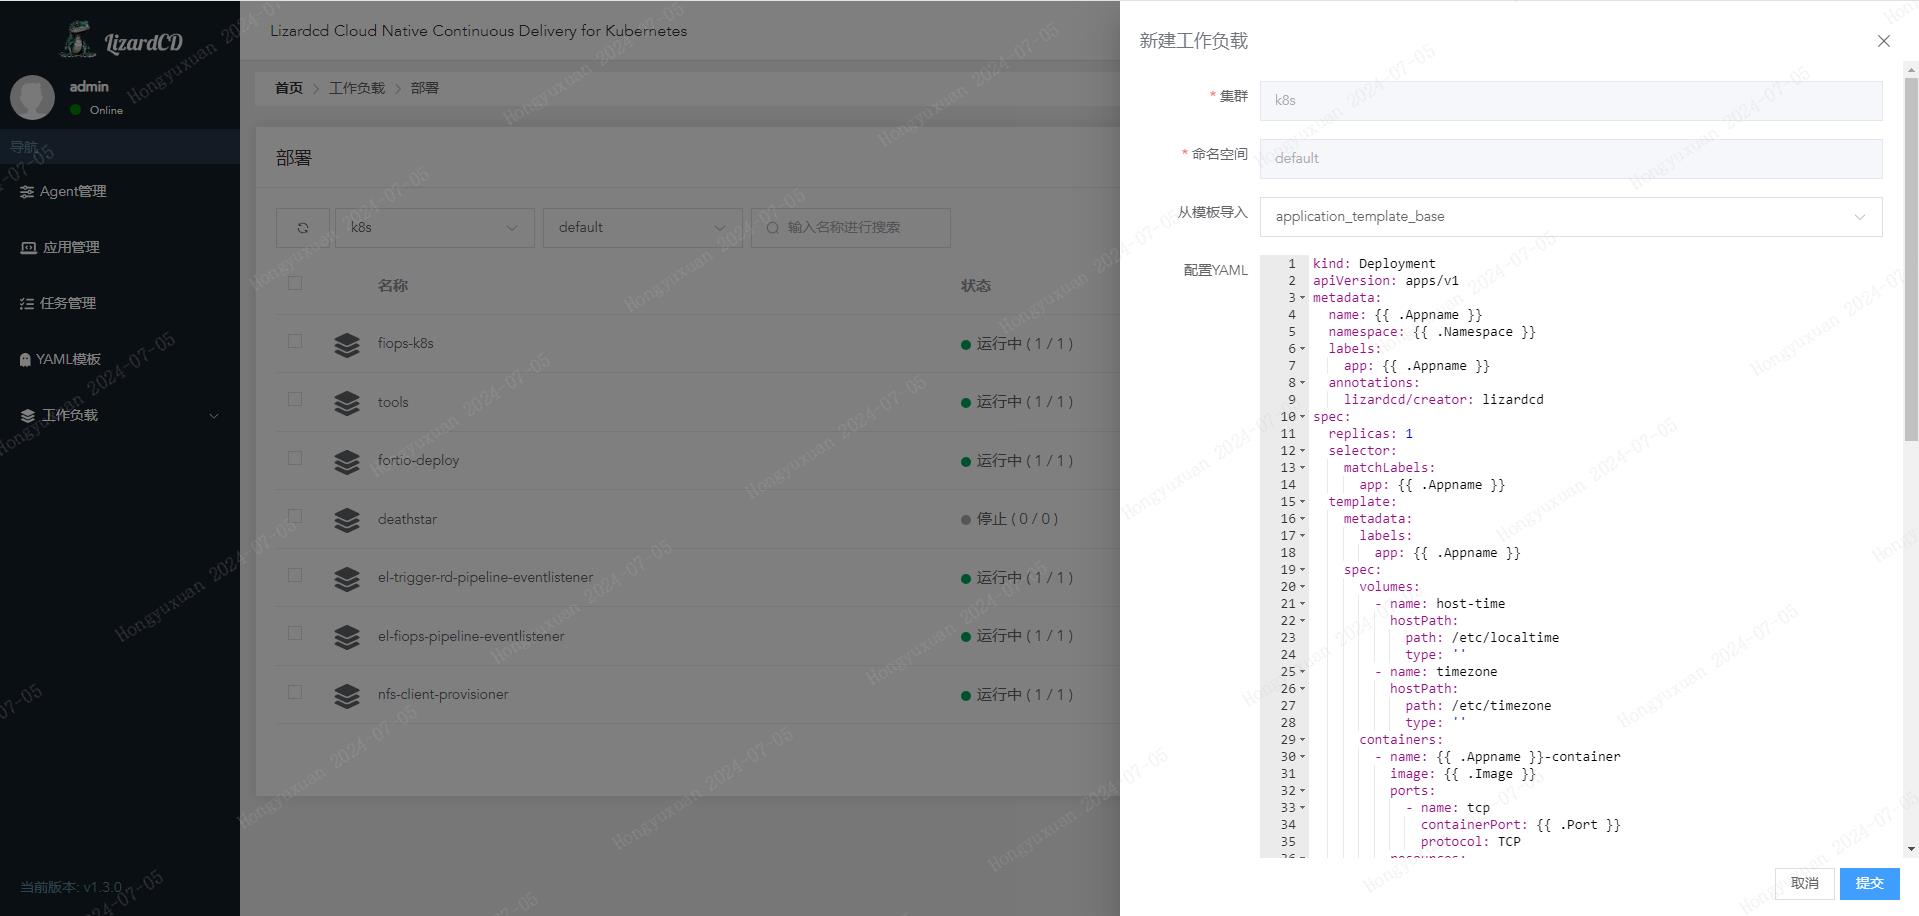 LizardCD
admin
Online
导航
Agent管理
应用管理
任务管理
YAML模板
工作负载
当前版本: v1.3.0
Lizardcd Cloud Native Continuous Delivery for Kubernetes
首页 > 工作负载 > 部署
部署
k8s
default
输入名称进行搜索
名称 状态
fiops-k8s 运行中 ( 1 / 1 )
tools 运行中 ( 1 / 1 )
fortio-deploy 运行中 ( 1 / 1 )
deathstar 停止 ( 0 / 0 )
el-trigger-rd-pipeline-eventlistener 运行中 ( 1 / 1 )
el-fiops-pipeline-eventlistener 运行中 ( 1 / 1 )
nfs-client-provisioner 运行中 ( 1 / 1 )
新建工作负载
* 集群 k8s
* 命名空间 default
从模板导入 application_template_base
配置YAML
1 kind: Deployment
2 apiVersion: apps/v1
3 metadata:
4 name: {{ .Appname }}
5 namespace: {{ .Namespace }}
6 labels:
7 app: {{ .Appname }}
8 annotations:
9 lizardcd/creator: lizardcd
10 spec:
11 replicas: 1
12 selector:
13 matchLabels:
14 app: {{ .Appname }}
15 template:
16 metadata:
17 labels:
18 app: {{ .Appname }}
19 spec:
20 volumes:
21 - name: host-time
22 hostPath:
23 path: /etc/localtime
24 type: ''
25 - name: timezone
26 hostPath:
27 path: /etc/timezone
28 type: ''
29 containers:
30 - name: {{ .Appname }}-container
31 image: {{ .Image }}
32 ports:
33 - name: tcp
34 containerPort: {{ .Port }}
35 protocol: TCP
36 resources:
取消
提交
Hongyuxuan 2024-07-05